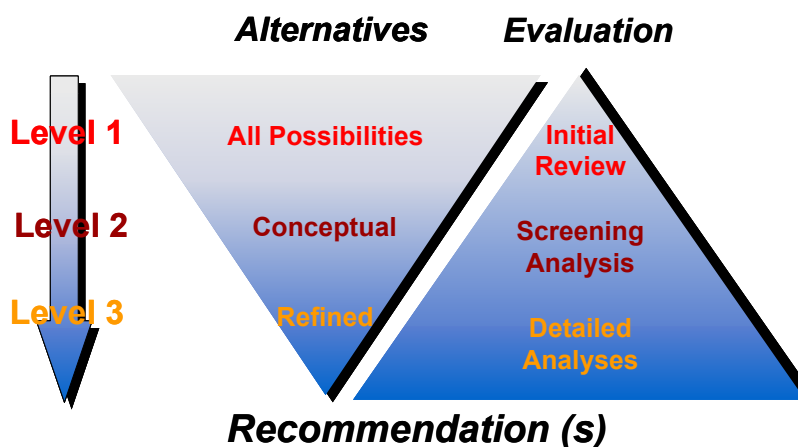 Alternatives
Evaluation
Level 1
All Possibilities
Initial
Review
Level 2
Conceptual
Screening
Analysis
Level 3
Refined
Detailed
Analyses
Recommendation (s)